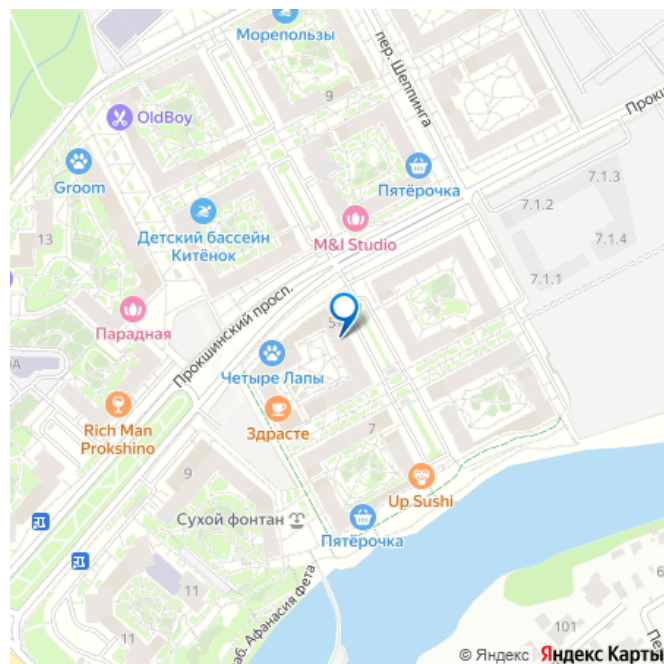 Морепользы
пер. Шеппинга
9
OldBoy
Groom
Пятёрочка
7.1.3
7.1.2
7.1.4
7.1.1
Детский бассейн
Китёнок
M&I Studio
13
Прокшинский просп.
Парадная
5
Четыре Лапы
Rich Man
Prokshino
Здрасте
7
9
Up Sushi
Сухой фонтан
Пятёрочка
11
11
101
наб. Афанасия Фета
© Яндекс Яндекс Карты